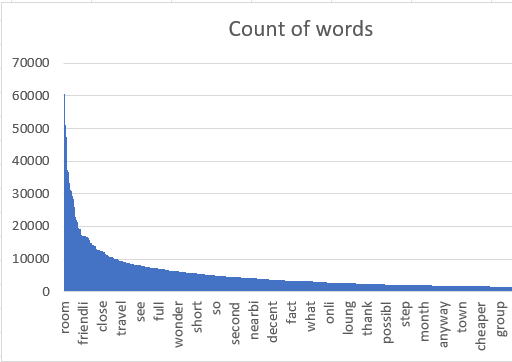 Count of words
70000
60000
50000
40000
30000
20000
10000
0
room
friendli
close
travel
see
full
wonder
short
so
second
nearbi
decent
fact
what
onli
loung
thank
possibl
step
month
anyway
town
cheaper
group